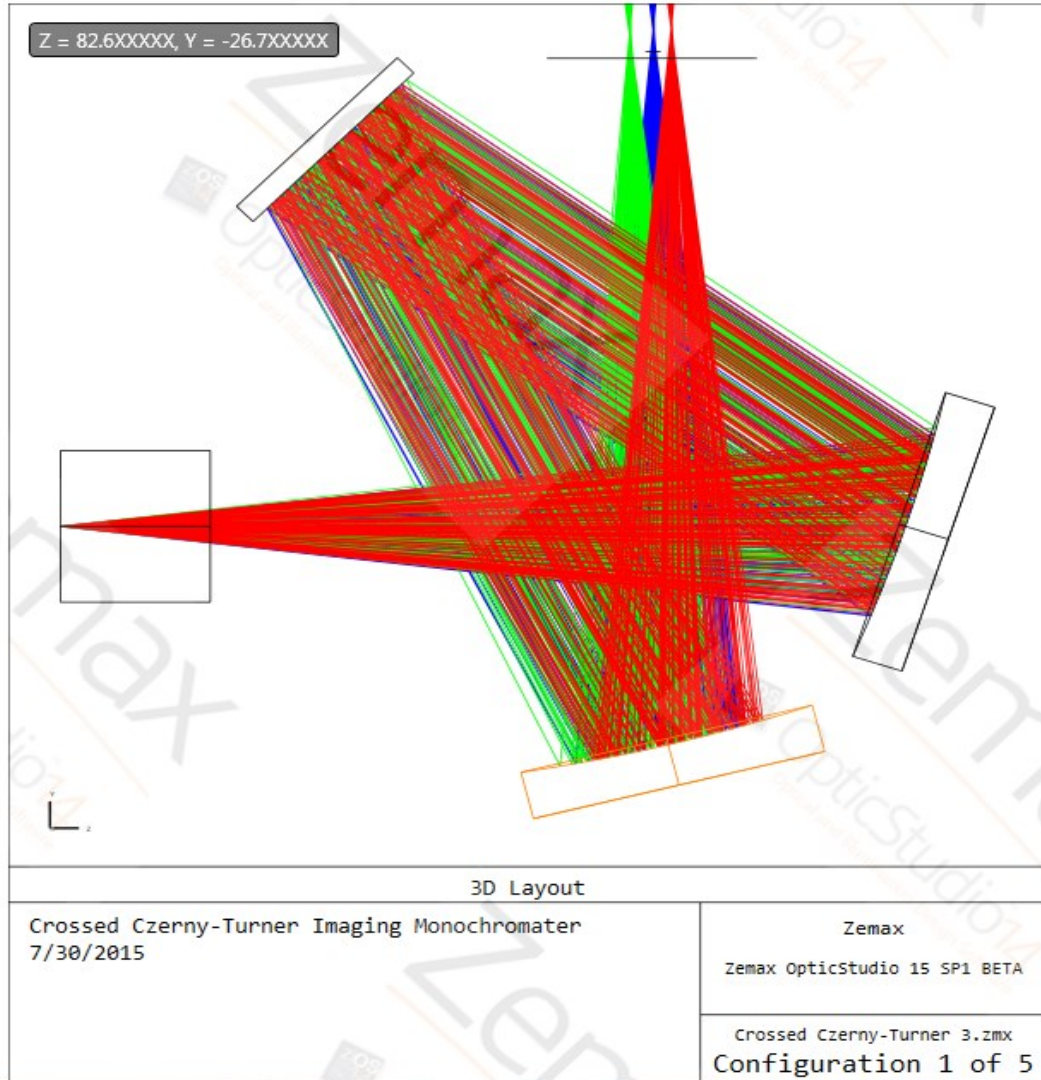 Z = 82.6XXXXX, Y = -26.7XXXXX
Y
Z
3D Layout
Crossed Czerny-Turner Imaging Monochromater
7/30/2015
Zemax
Zemax OpticStudio 15 SP1 BETA
Crossed Czerny-Turner 3.zmx
Configuration 1 of 5